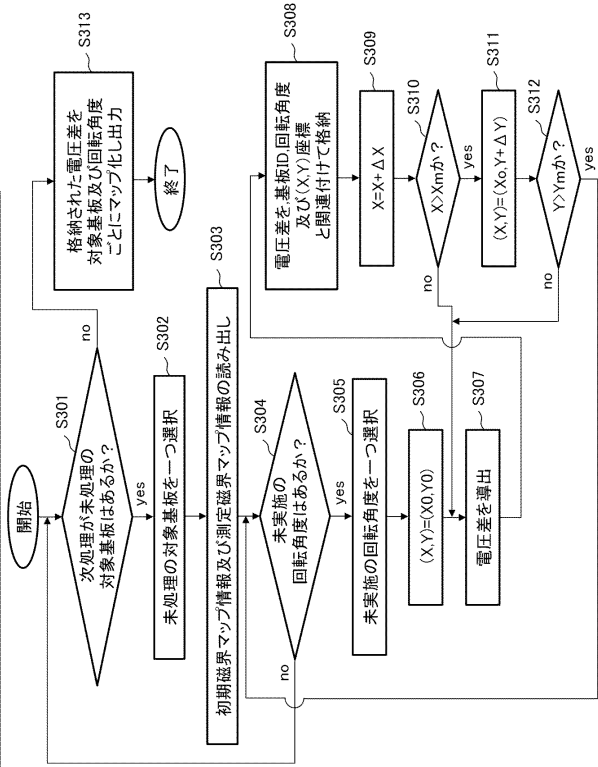 開始
S301
次処理が未処理の
対象基板はあるか？
no
yes
S302
未処理の対象基板を一つ選択
S303
初期磁界マップ情報及び測定磁界マップ情報の読み出し
S304
未実施の
回転角度はあるか？
no
yes
S305
未実施の回転角度を一つ選択
S306
(X,Y)=(X0,Y0)
S307
電圧差を導出
S308
電圧差を,基板ID,回転角度
及び(X,Y)座標
と関連付けて格納
S309
X=X+ΔX
S310
X>Xmか？
no
yes
S311
(X,Y)=(Xo,Y+ΔY)
S312
Y>Ymか？
no
yes
S313
格納された電圧差を
対象基板及び回転角度
ごとにマップ化し出力
終了